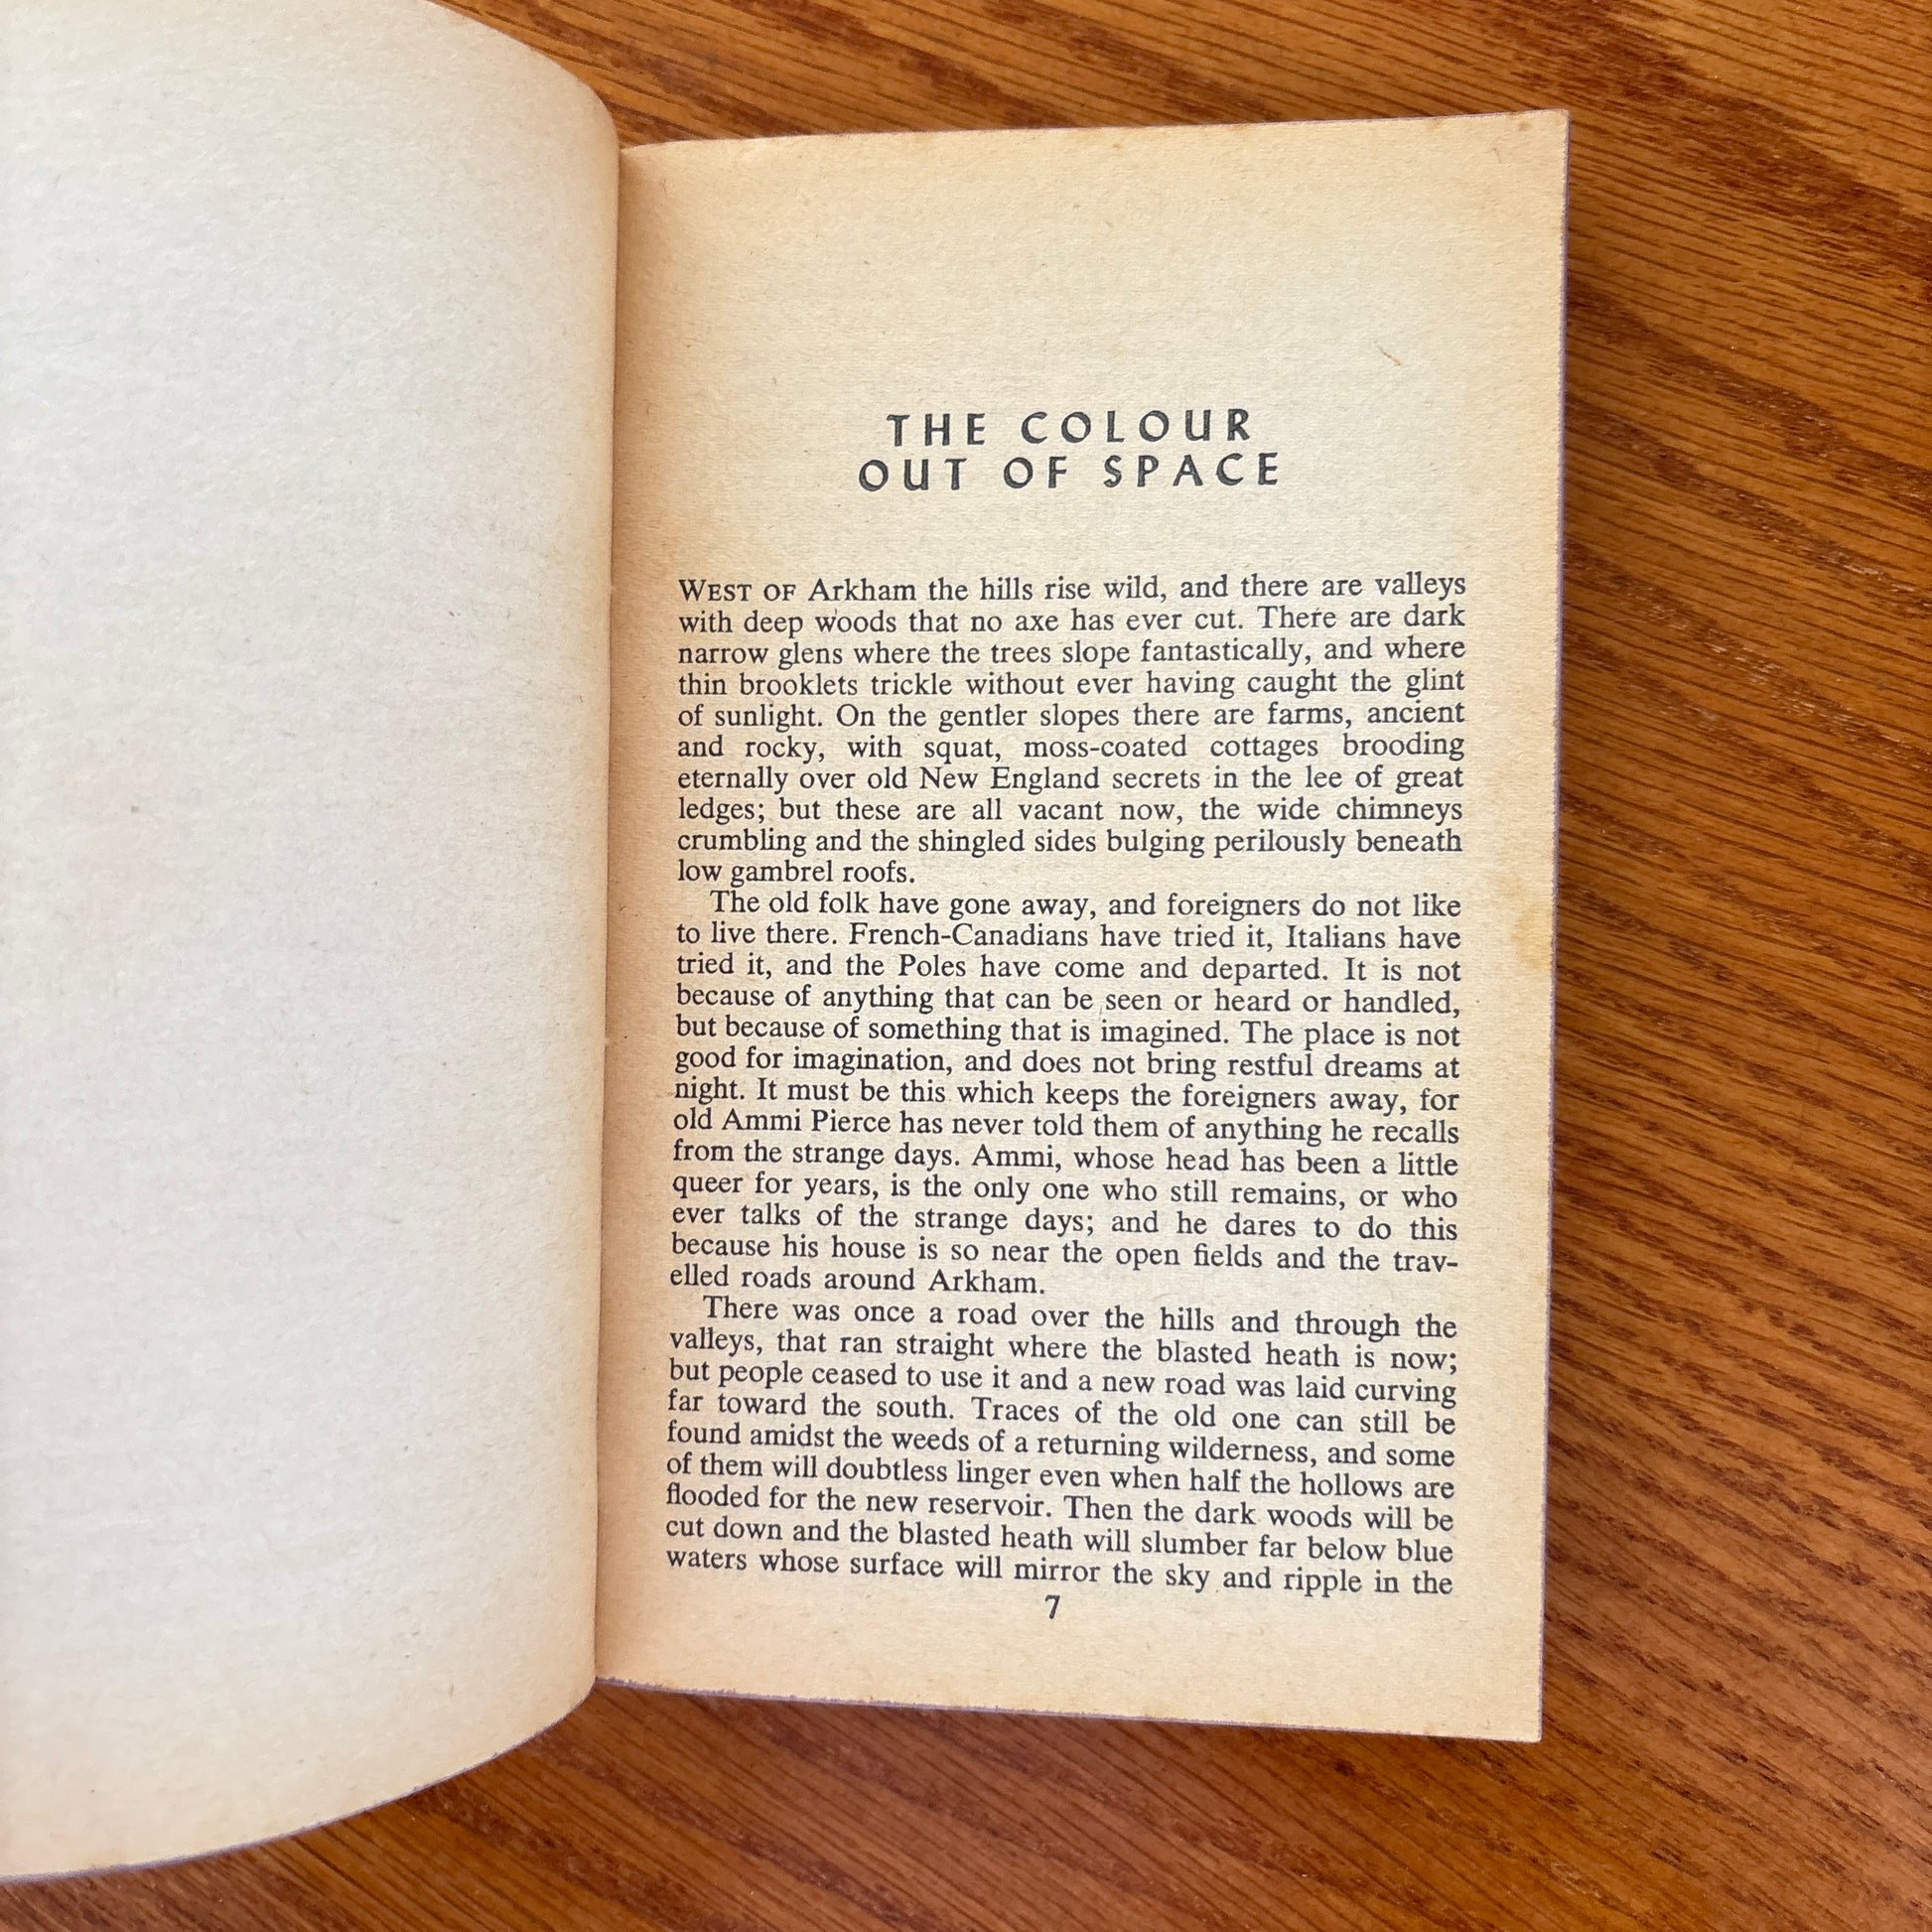 THE COLOUR
OUT OF SPACE
WEST OF Arkham the hills rise wild, and there are valleys
with deep woods that no axe has ever cut. There are dark
narrow glens where the trees slope fantastically, and where
thin brooklets trickle without ever having caught the glint
of sunlight. On the gentler slopes there are farms, ancient
and rocky, with squat, moss-coated cottages brooding
eternally over old New England secrets in the lee of great
ledges; but these are all vacant now, the wide chimneys
crumbling and the shingled sides bulging perilously beneath
low gambrel roofs.
The old folk have gone away, and foreigners do not like
to live there. French-Canadians have tried it, Italians have
tried it, and the Poles have come and departed. It is not
because of anything that can be seen or heard or handled,
but because of something that is imagined. The place is not
good for imagination, and does not bring restful dreams at
night. It must be this which keeps the foreigners away, for
old Ammi Pierce has never told them of anything he recalls
from the strange days. Ammi, whose head has been a little
queer for years, is the only one who still remains, or who
ever talks of the strange days; and he dares to do this
because his house is so near the open fields and the trav-
elled roads around Arkham.
There was once a road over the hills and through the
valleys, that ran straight where the blasted heath is now;
but people ceased to use it and a new road was laid curving
far toward the south. Traces of the old one can still be
found amidst the weeds of a returning wilderness, and some
of them will doubtless linger even when half the hollows are
flooded for the new reservoir. Then the dark woods will be
cut down and the blasted heath will slumber far below blue
waters whose surface will mirror the sky and ripple in the
7